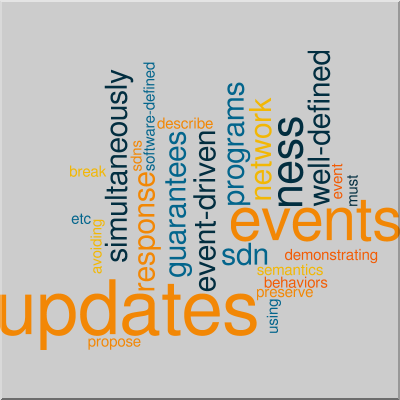 simultaneously
software-defined
sdns
describe
break
etc
avoiding
response
guarantees
event-driven
programs
network
ness
well-defined
event
must
events
sdn
demonstrating
semantics
behaviors
preserve
using
updates
propose